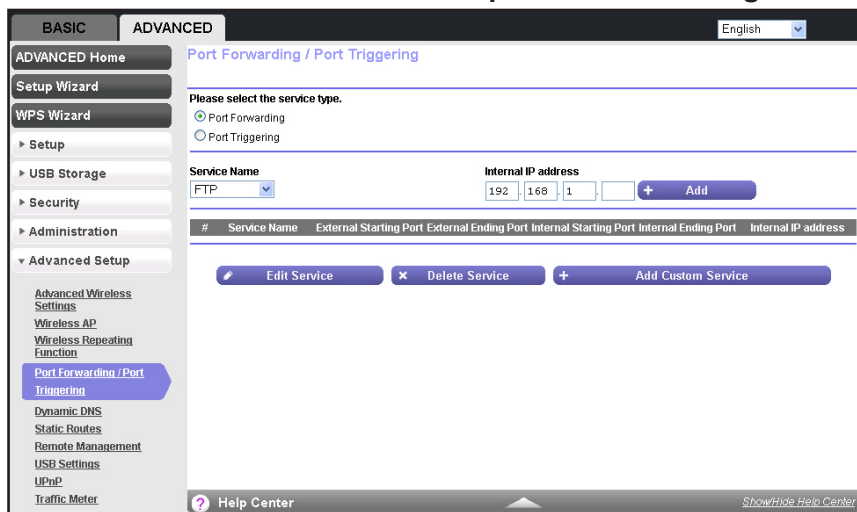 BASIC
ADVANCED
English
ADVANCED Home
Setup Wizard
WPS Wizard
Setup
USB Storage
Security
Administration
Advanced Setup
Advanced Wireless
Settings
Wireless AP
Wireless Repeating
Function
Port Forwarding / Port
Triggering
Dynamic DNS
Static Routes
Remote Management
USB Settings
UPnP
Traffic Meter
Port Forwarding / Port Triggering
Please select the service type.
Port Forwarding
Port Triggering
Service Name
Internal IP address
FTP
192 . 168 . 1 .
+ Add
# Service Name External Starting Port External Ending Port Internal Starting Port Internal Ending Port Internal IP address
Edit Service
× Delete Service
+ Add Custom Service
? Help Center
Show/Hide Help Center